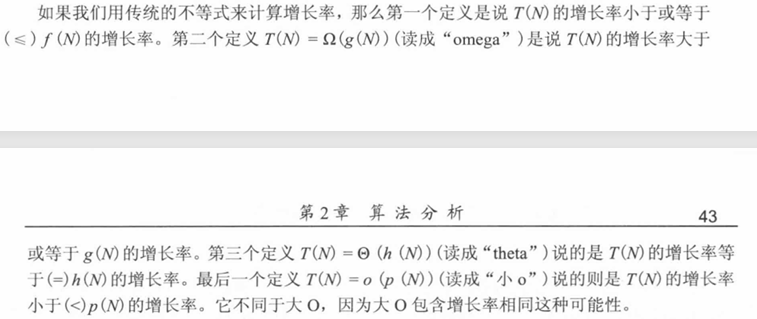 如果我们用传统的不等式来计算增长率，那么第一个定义是说 T(N) 的增长率小于或等于
(≤) f (N) 的增长率。第二个定义 T(N) = Ω(g(N)) (读成“omega”) 是说 T(N) 的增长率大于
第 2 章 算 法 分 析 43
或等于 g(N) 的增长率。第三个定义 T(N) = Θ (h (N)) (读成“theta”) 说的是 T(N) 的增长率等
于(=)h(N) 的增长率。最后一个定义 T(N) = o (p (N)) (读成“小 o”) 说的则是 T(N) 的增长率
小于(<)p(N) 的增长率。它不同于大 O，因为大 O 包含增长率相同这种可能性。